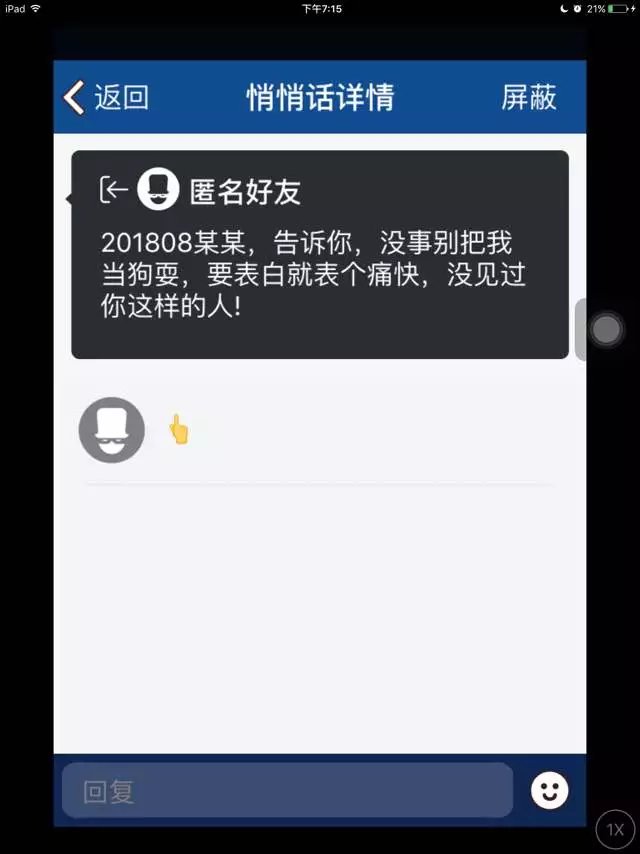 iPad 下午7:15 21%
返回 悄悄话详情 屏蔽
匿名好友
201808某某，告诉你，没事别把我
当狗耍，要表白就表个痛快，没见过
你这样的人!
回复
1X